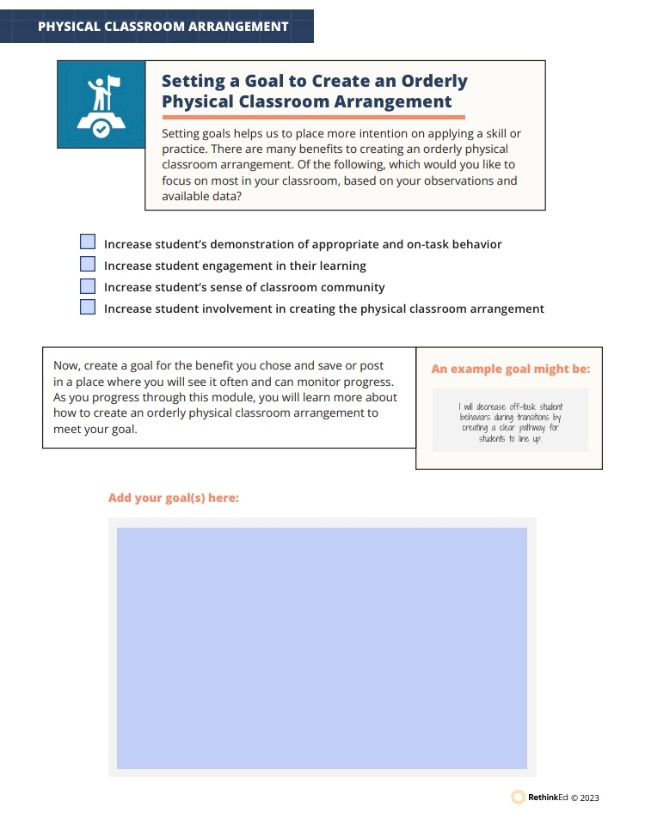 PHYSICAL CLASSROOM ARRANGEMENT
Setting a Goal to Create an Orderly
Physical Classroom Arrangement
Setting goals helps us to place more intention on applying a skill or
practice. There are many benefits to creating an orderly physical
classroom arrangement. Of the following, which would you like to
focus on most in your classroom, based on your observations and
available data?
Increase student’s demonstration of appropriate and on-task behavior
Increase student engagement in their learning
Increase student’s sense of classroom community
Increase student involvement in creating the physical classroom arrangement
Now, create a goal for the benefit you chose and save or post
in a place where you will see it often and can monitor progress.
As you progress through this module, you will learn more about
how to create an orderly physical classroom arrangement to
meet your goal.
An example goal might be:
I will decrease off-task student
behaviors during transitions by
creating a clear pathway for
students to line up.
Add your goal(s) here:
RethinkEd © 2023